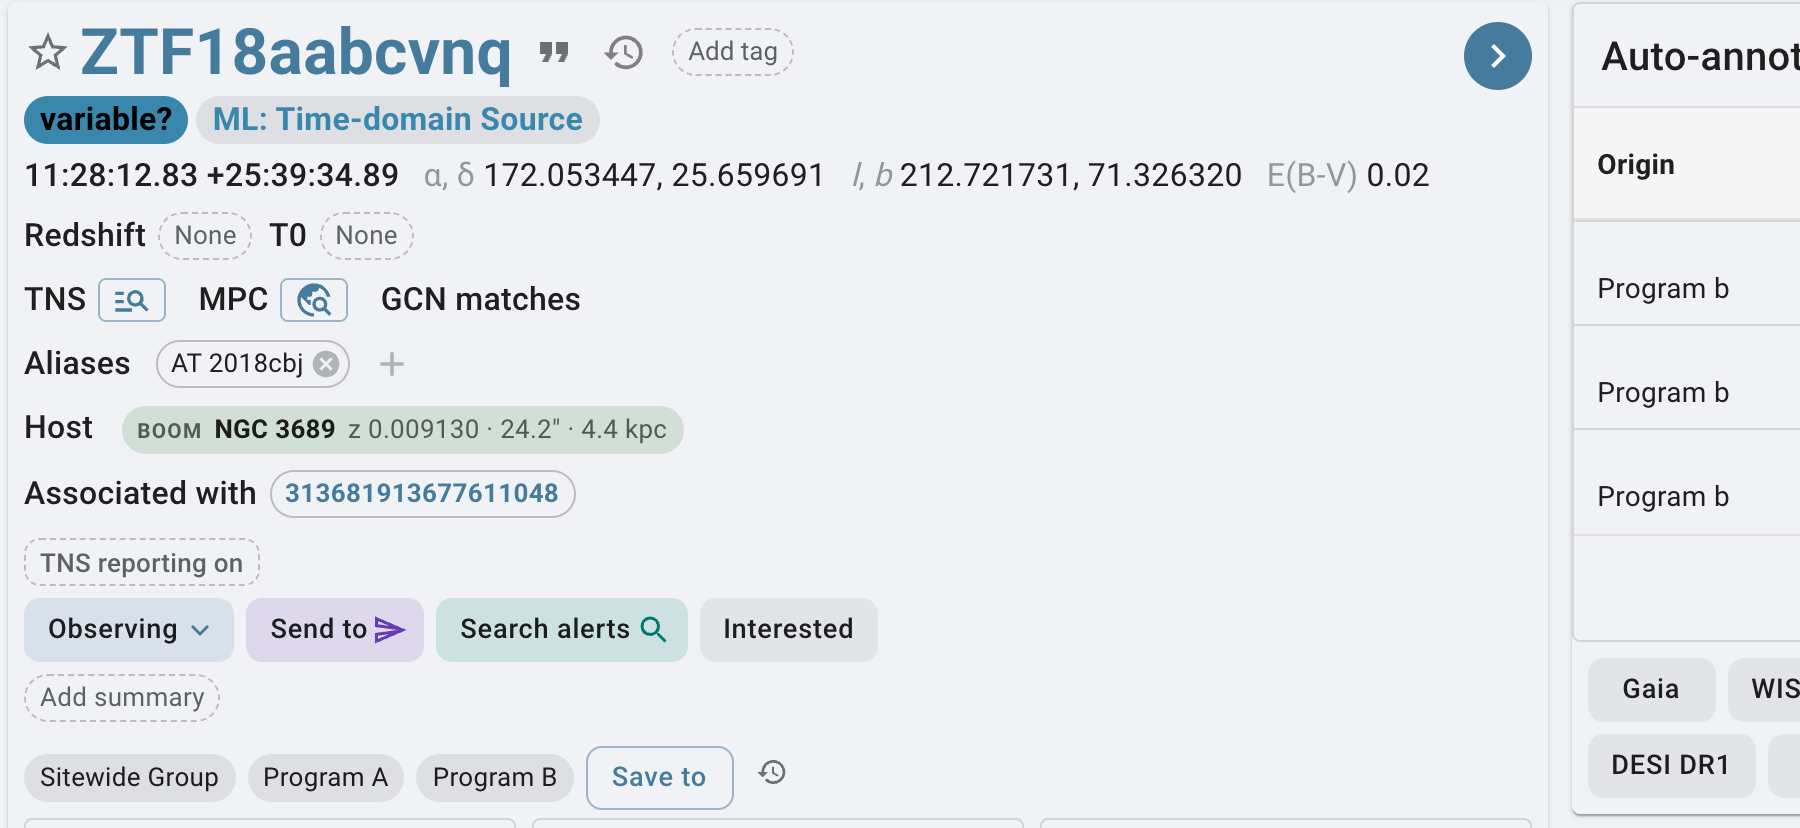 ZTF18aabcvnq Add tag
variable? ML: Time-domain Source
11:28:12.83 +25:39:34.89 α, δ 172.053447, 25.659691 l, b 212.721731, 71.326320 E(B-V) 0.02
Redshift None T0 None
TNS MPC GCN matches
Aliases AT 2018cbj
Host BOOM NGC 3689 z 0.009130 · 24.2" · 4.4 kpc
Associated with 313681913677611048
TNS reporting on
Observing Send to Search alerts Interested
Add summary
Sitewide Group Program A Program B Save to
Auto-annot
Origin
Program b
Program b
Program b
Gaia WIS
DESI DR1